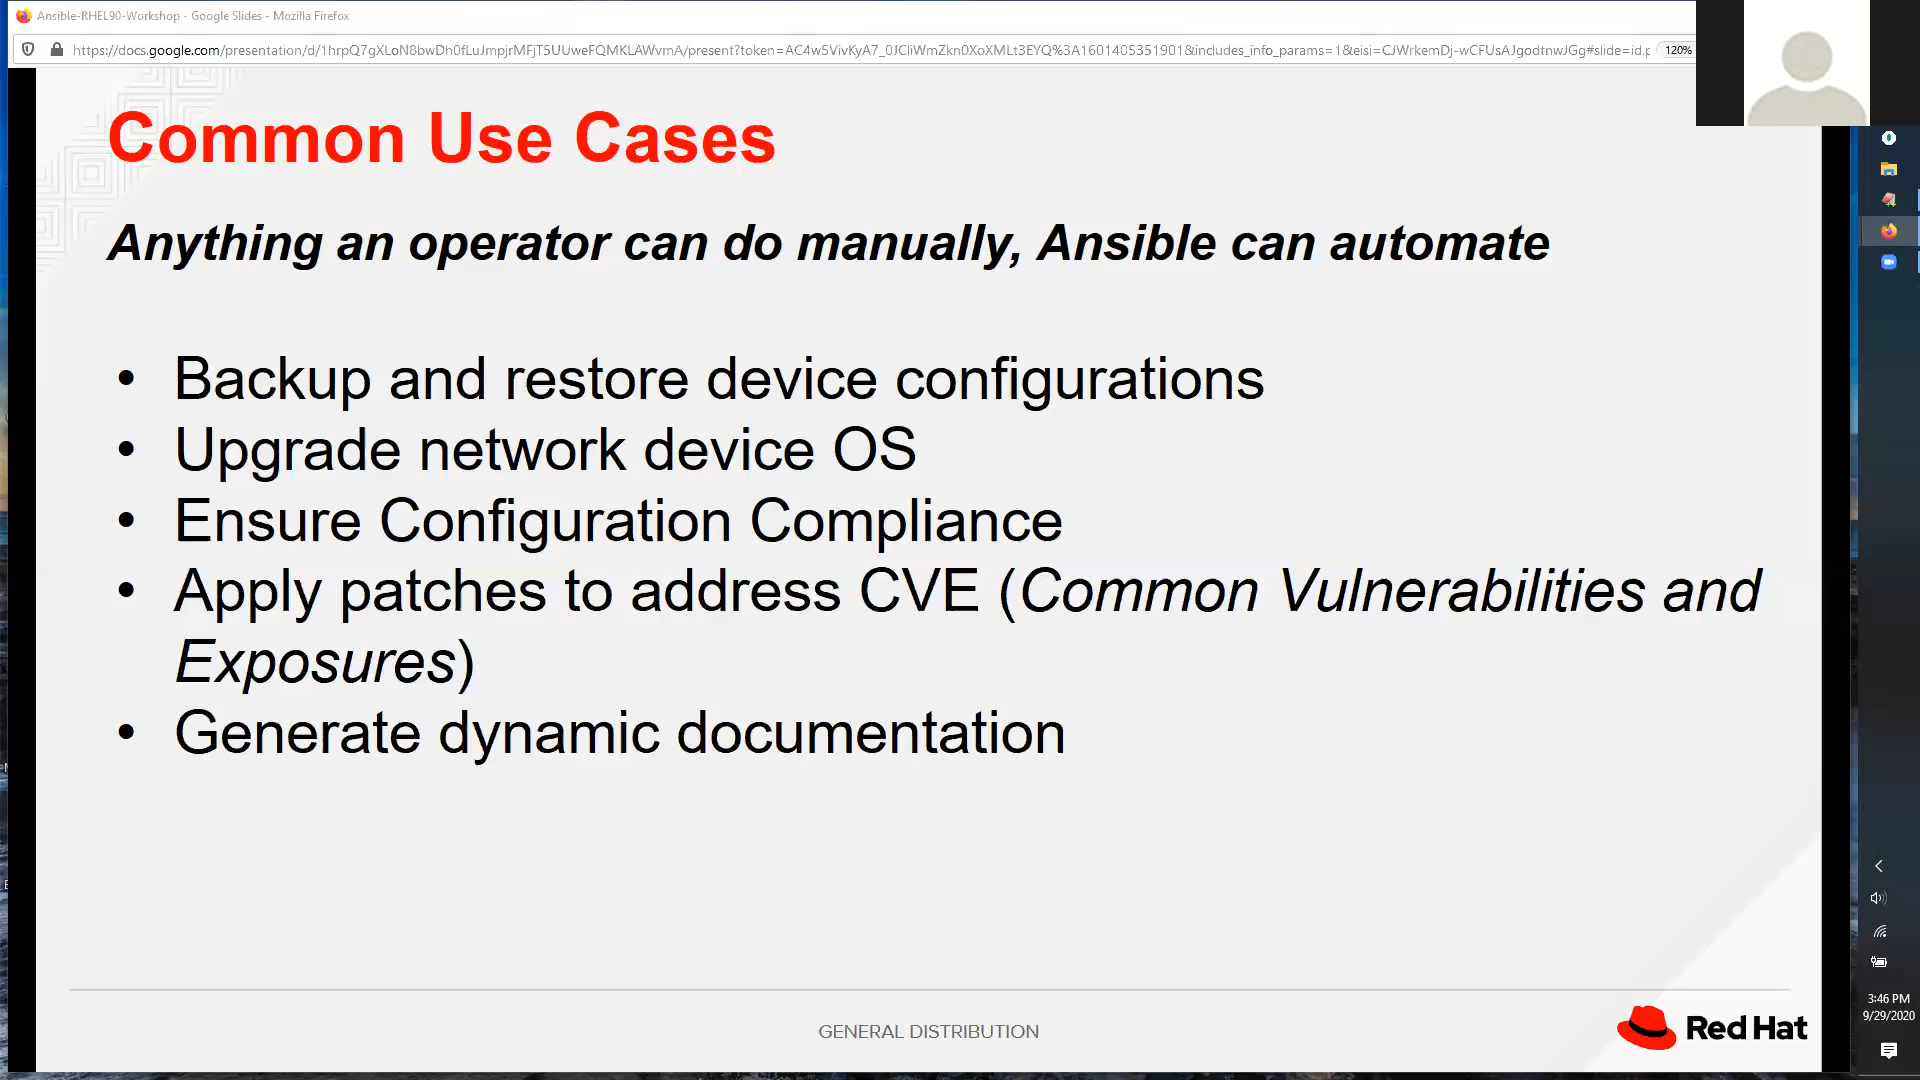 Ansible-RHEL90-Workshop - Google Slides - Mozilla Firefox
120%
Common Use Cases
Anything an operator can do manually, Ansible can automate
• Backup and restore device configurations
• Upgrade network device OS
• Ensure Configuration Compliance
• Apply patches to address CVE (Common Vulnerabilities and
Exposures)
• Generate dynamic documentation
GENERAL DISTRIBUTION
Red Hat
3:46 PM
9/29/2020